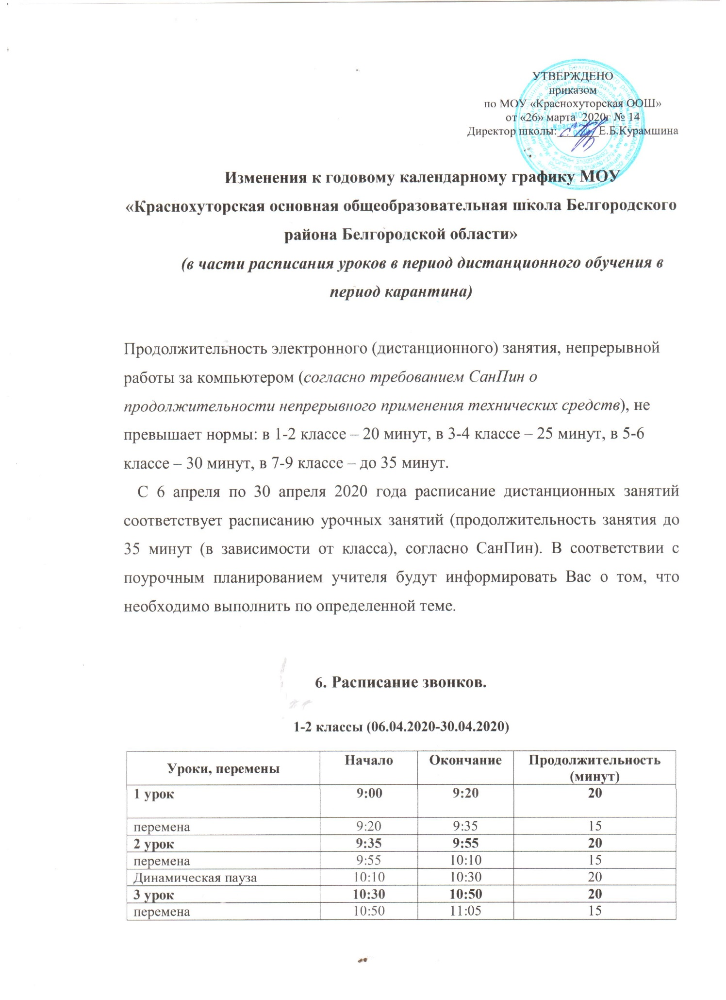 УТВЕРЖДЕНО
приказом
по МОУ «Краснохуторская ООШ»
от «26» марта 2020г № 14
Директор школы:_______Е.Б.Курамшина
Изменения к годовому календарному графику МОУ
«Краснохуторская основная общеобразовательная школа Белгородского
района Белгородской области»
(в части расписания уроков в период дистанционного обучения в
период карантина)
Продолжительность электронного (дистанционного) занятия, непрерывной
работы за компьютером (согласно требованием СанПин о
продолжительности непрерывного применения технических средств), не
превышает нормы: в 1-2 классе – 20 минут, в 3-4 классе – 25 минут, в 5-6
классе – 30 минут, в 7-9 классе – до 35 минут.
С 6 апреля по 30 апреля 2020 года расписание дистанционных занятий
соответствует расписанию урочных занятий (продолжительность занятия до
35 минут (в зависимости от класса), согласно СанПин). В соответствии с
поурочным планированием учителя будут информировать Вас о том, что
необходимо выполнить по определенной теме.
6. Расписание звонков.
1-2 классы (06.04.2020-30.04.2020)
Уроки, перемены Начало Окончание Продолжительность
(минут)
1 урок 9:00 9:20 20
перемена 9:20 9:35 15
2 урок 9:35 9:55 20
перемена 9:55 10:10 15
Динамическая пауза 10:10 10:30 20
3 урок 10:30 10:50 20
перемена 10:50 11:05 15